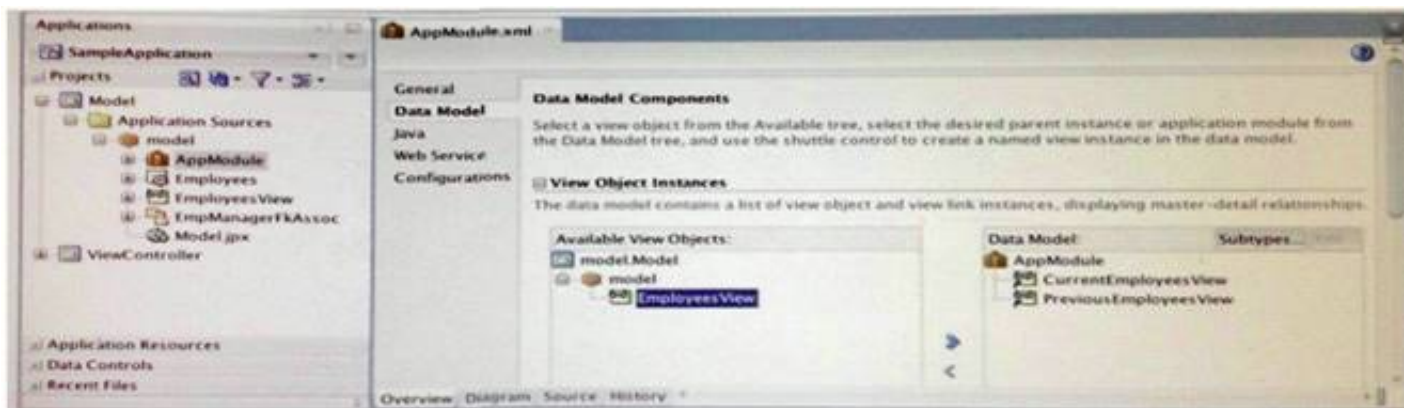 Applications
SampleApplication
Projects
Model
Application Sources
model
AppModule
Employees
EmployeesView
EmpManagerFkAssoc
Model.jpx
ViewController
Application Resources
Data Controls
Recent Files
AppModule.xml
General
Data Model
Java
Web Service
Configurations
Data Model Components
Select a view object from the Available tree, select the desired parent instance or application module from
the Data Model tree, and use the shuttle control to create a named view instance in the data model.
View Object Instances
The data model contains a list of view object and view link instances, displaying master-detail relationships.
Available View Objects:
model.Model
model
EmployeesView
Data Model: Subtypes...
AppModule
CurrentEmployeesView
PreviousEmployeesView
Overview Diagram Source History